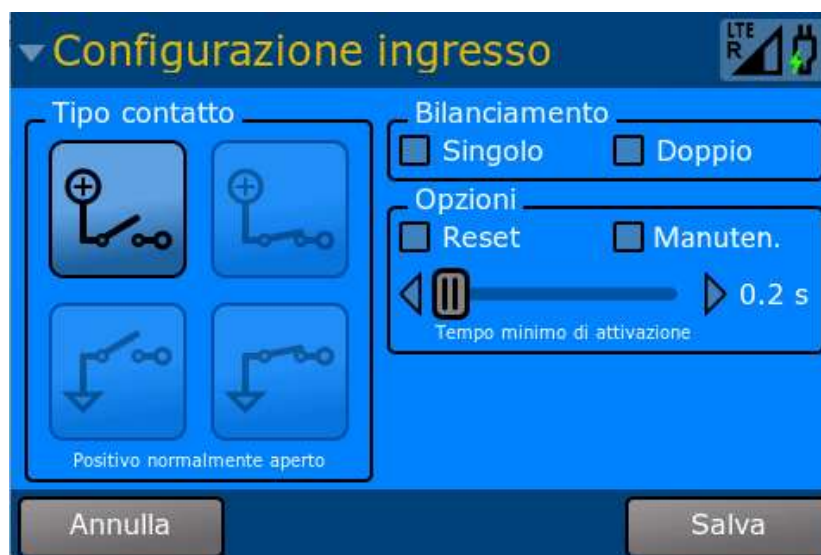 Configurazione ingresso
LTE
R
Tipo contatto
Positivo normalmente aperto
Bilanciamento
Singolo Doppio
Opzioni
Reset Manuten.
0.2 s
Tempo minimo di attivazione
Annulla Salva